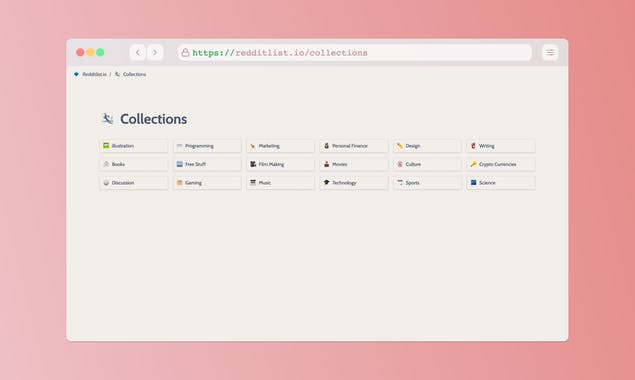 https://redditlist.io/collections
Redditlist.io / Collections
Collections
Illustration Programming Marketing Personal Finance Design Writing
Books Free Stuff Film Making Movies Culture Crypto Currencies
Discussion Gaming Music Technology Sports Science